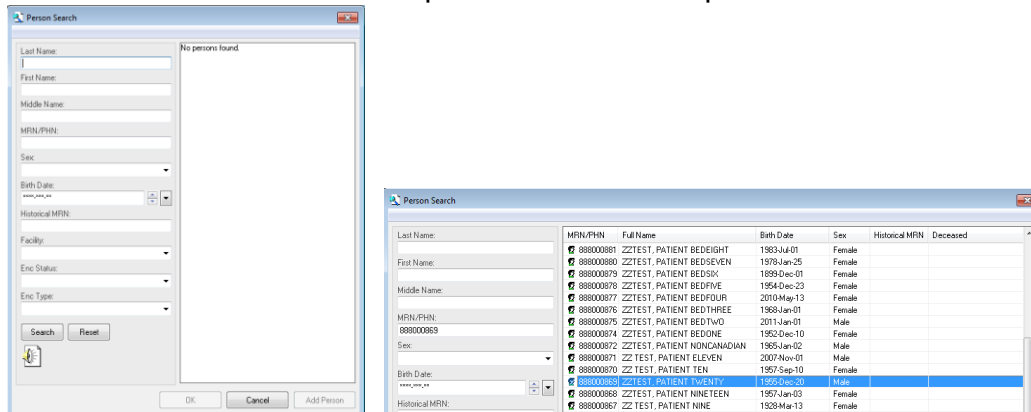 Person Search
Last Name:
No persons found.
First Name:
Middle Name:
MRN/PHN:
Sex:
Birth Date:
****-***-**
Historical MRN:
Facility:
Enc Status:
Enc Type:
Search Reset
OK Cancel Add Person
Person Search
Last Name:
First Name:
Middle Name:
MRN/PHN:
888000869
Sex:
Birth Date:
****-***-**
Historical MRN:
MRN/PHN Full Name Birth Date Sex Historical MRN Deceased
888000881 ZZTEST, PATIENT BEDEIGHT 1983-Jul-01 Female
888000880 ZZTEST, PATIENT BEDSEVEN 1978-Jan-25 Female
888000879 ZZTEST, PATIENT BEDSIX 1899-Dec-01 Female
888000878 ZZTEST, PATIENT BEDFIVE 1954-Dec-23 Female
888000877 ZZTEST, PATIENT BEDFOUR 2010-May-13 Female
888000876 ZZTEST, PATIENT BEDTHREE 1968-Jan-01 Female
888000875 ZZTEST, PATIENT BEDTWO 2011-Jan-01 Male
888000874 ZZTEST, PATIENT BEDONE 1952-Dec-10 Female
888000872 ZZTEST, PATIENT NONCANADIAN 1965-Jan-02 Male
888000871 ZZ TEST, PATIENT ELEVEN 2007-Nov-01 Male
888000870 ZZ TEST, PATIENT TEN 1957-Sep-10 Female
888000869 ZZTEST, PATIENT TWENTY 1955-Dec-20 Male
888000868 ZZTEST, PATIENT NINETEEN 1957-Jan-03 Female
888000867 ZZ TEST, PATIENT NINE 1928-Mar-13 Female